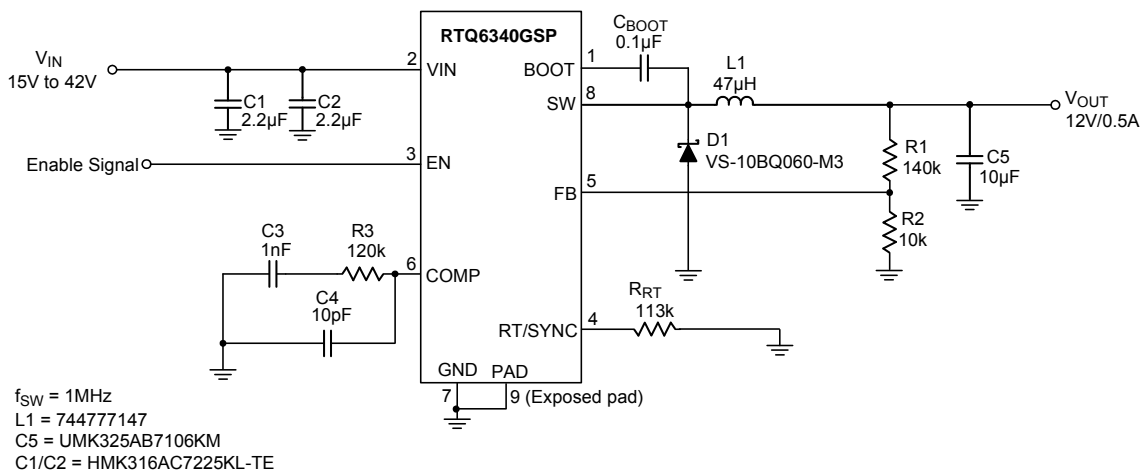 RTQ6340GSP
V_IN
15V to 42V
2
VIN
C1
2.2µF
C2
2.2µF
Enable Signal
3
EN
C3
1nF
R3
120k
6
COMP
C4
10pF
GND
7
PAD
9 (Exposed pad)
BOOT
1
C_BOOT
0.1µF
SW
8
L1
47µH
V_OUT
12V/0.5A
D1
VS-10BQ060-M3
R1
140k
C5
10µF
FB
5
R2
10k
RT/SYNC
4
R_RT
113k
f_SW = 1MHz
L1 = 744777147
C5 = UMK325AB7106KM
C1/C2 = HMK316AC7225KL-TE